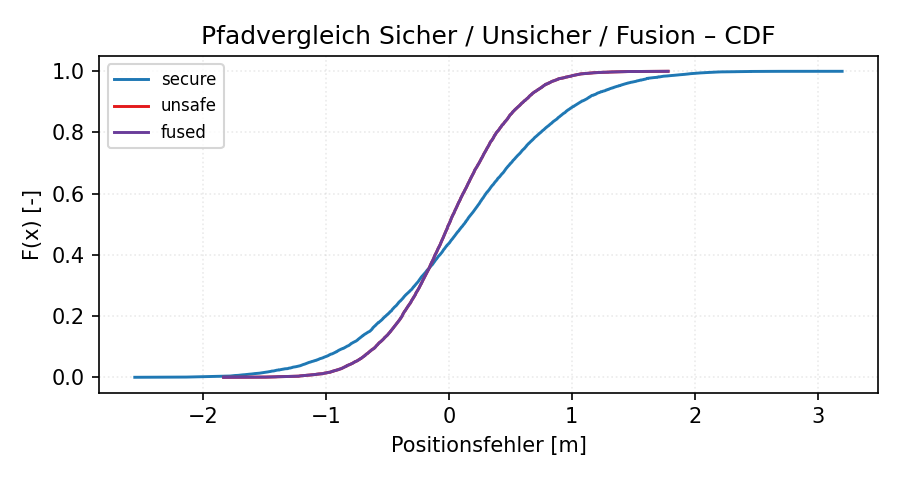 Pfadvergleich Sicher / Unsicher / Fusion – CDF
secure
unsafe
fused
F(x) [-]
1.0
0.8
0.6
0.4
0.2
0.0
−2
−1
0
1
2
3
Positionsfehler [m]